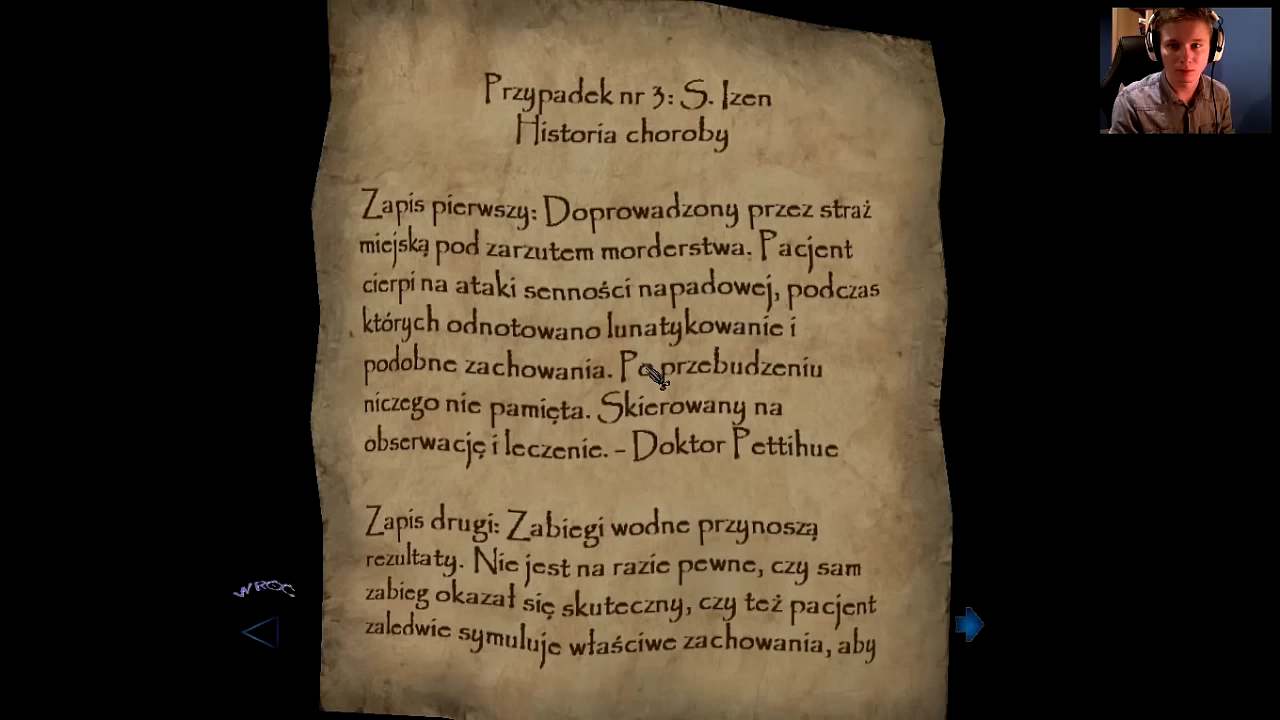 Przypadek nr 3: S. Izen
Historia choroby
Zapis pierwszy: Doprowadzony przez straż
miejską pod zarzutem morderstwa. Pacjent
cierpi na ataki senności napadowej, podczas
których odnotowano lunatykowanie i
podobne zachowania. Po przebudzeniu
niczego nie pamięta. Skierowany na
obserwację i leczenie. - Doktor Pettihue
Zapis drugi: Zabiegi wodne przynoszą
rezultaty. Nie jest na razie pewne, czy sam
zabieg okazał się skuteczny, czy też pacjent
zaledwie symuluje właściwe zachowania, aby
WROC